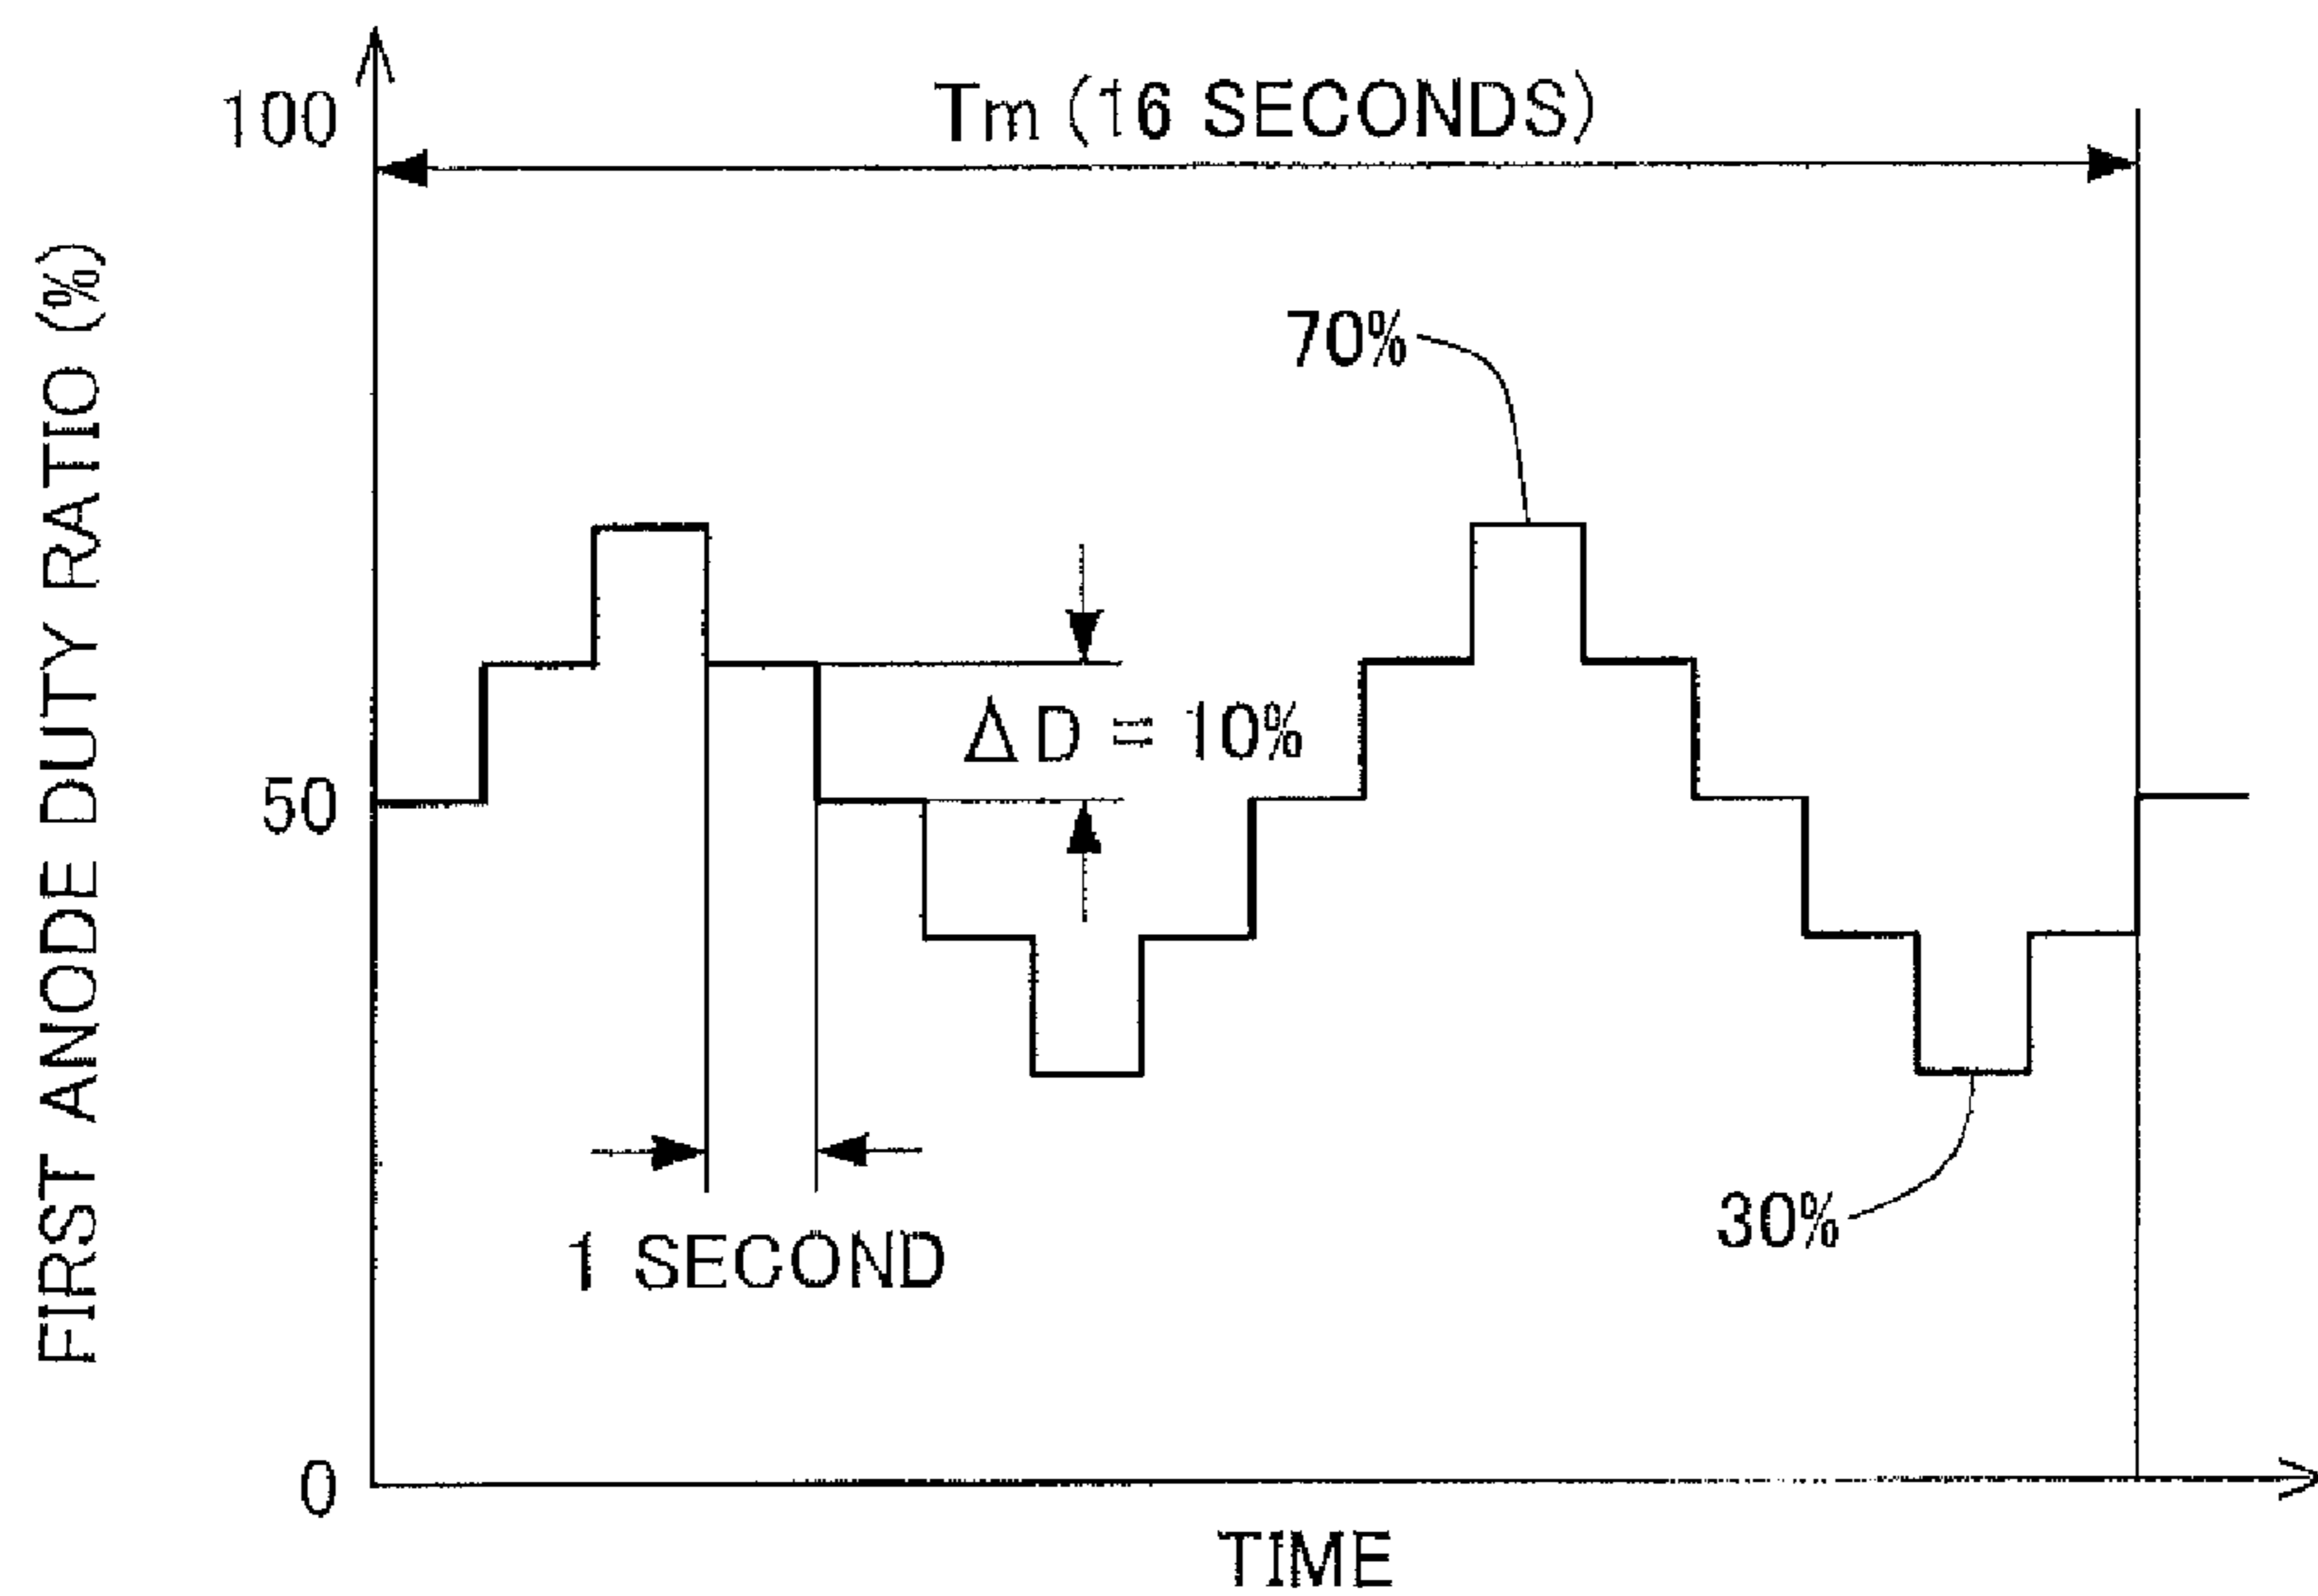 100
Tm (16 SECONDS)
FIRST ANODE DUTY RATIO (%)
70%
ΔD = 10%
50
1 SECOND
30%
0
TIME